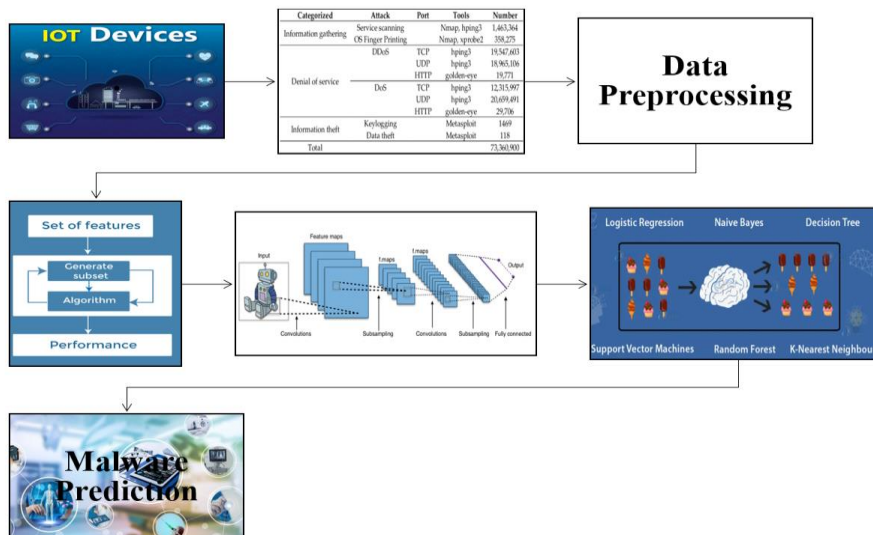 IOT Devices
Categorized Attack Port Tools Number
Information gathering Service scanning Nmap, hping3 1,463,364
OS Finger Printing Nmap, xprobe2 358,275
Denial of service DDoS TCP hping3 19,547,603
UDP hping3 18,965,106
HTTP golden-eye 19,771
DoS TCP hping3 12,315,997
UDP hping3 20,659,491
HTTP golden-eye 29,706
Information theft Keylogging Metasploit 1469
Data theft Metasploit 118
Total 73,360,900
Data
Preprocessing
Set of features
Generate
subset
Algorithm
Performance
Feature maps
Input
f.maps
f.maps
Output
Convolutions
Subsampling
Convolutions
Subsampling
Fully connected
Logistic Regression Naive Bayes Decision Tree
Support Vector Machines Random Forest K-Nearest Neighbou
Malware
Prediction